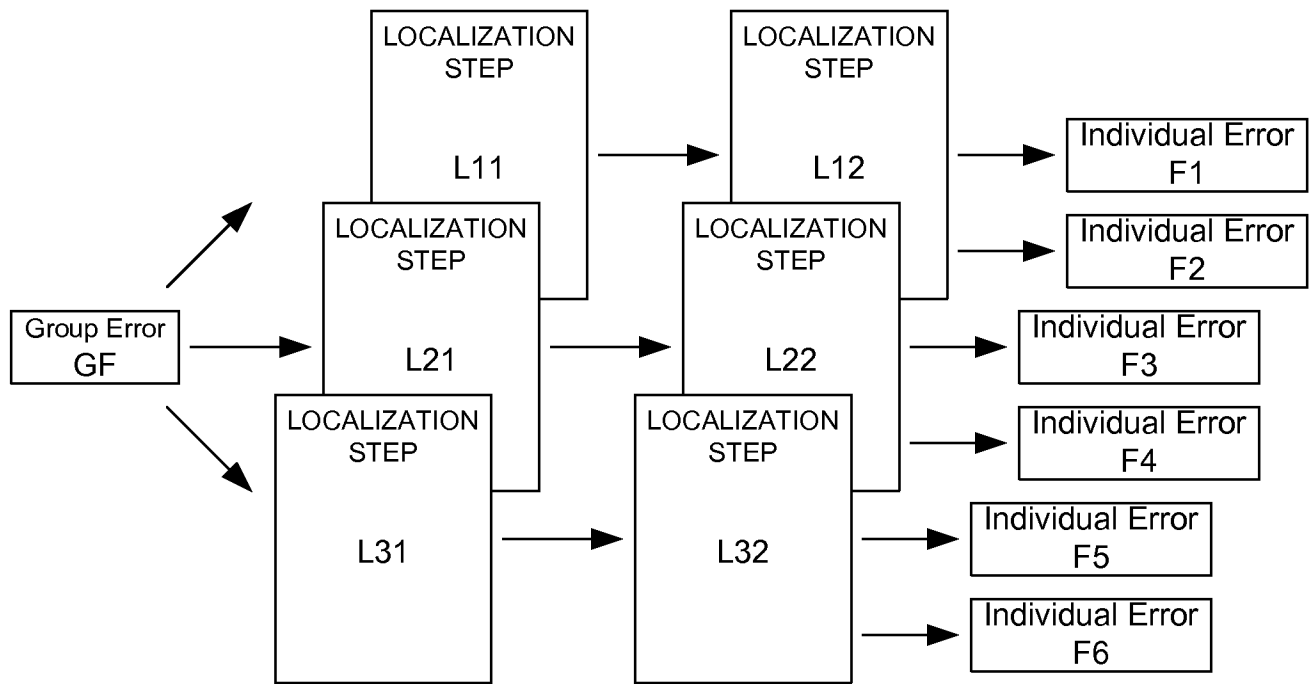 LOCALIZATION
STEP
L11
LOCALIZATION
STEP
L12
Individual Error
F1
Individual Error
F2
Group Error
GF
LOCALIZATION
STEP
L21
LOCALIZATION
STEP
L22
Individual Error
F3
Individual Error
F4
LOCALIZATION
STEP
L31
LOCALIZATION
STEP
L32
Individual Error
F5
Individual Error
F6